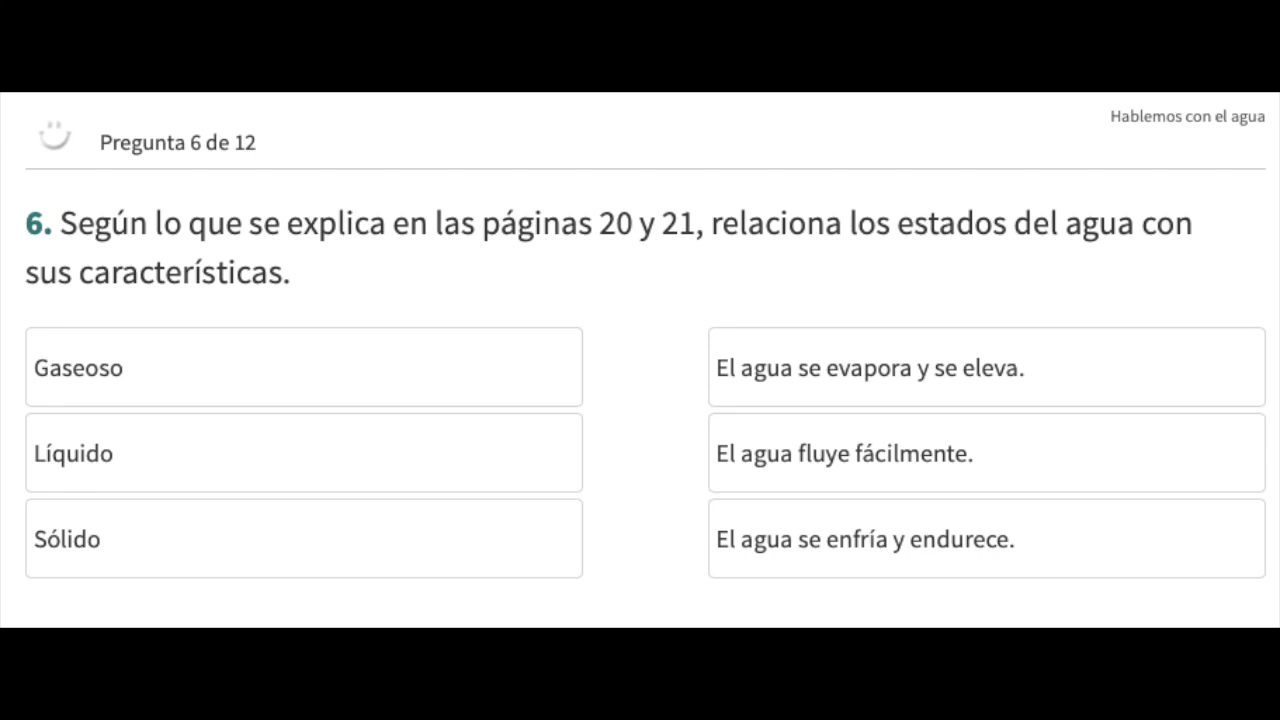 Hablemos con el agua
Pregunta 6 de 12
6. Según lo que se explica en las páginas 20 y 21, relaciona los estados del agua con
sus características.
Gaseoso
El agua se evapora y se eleva.
Líquido
El agua fluye fácilmente.
Sólido
El agua se enfría y endurece.